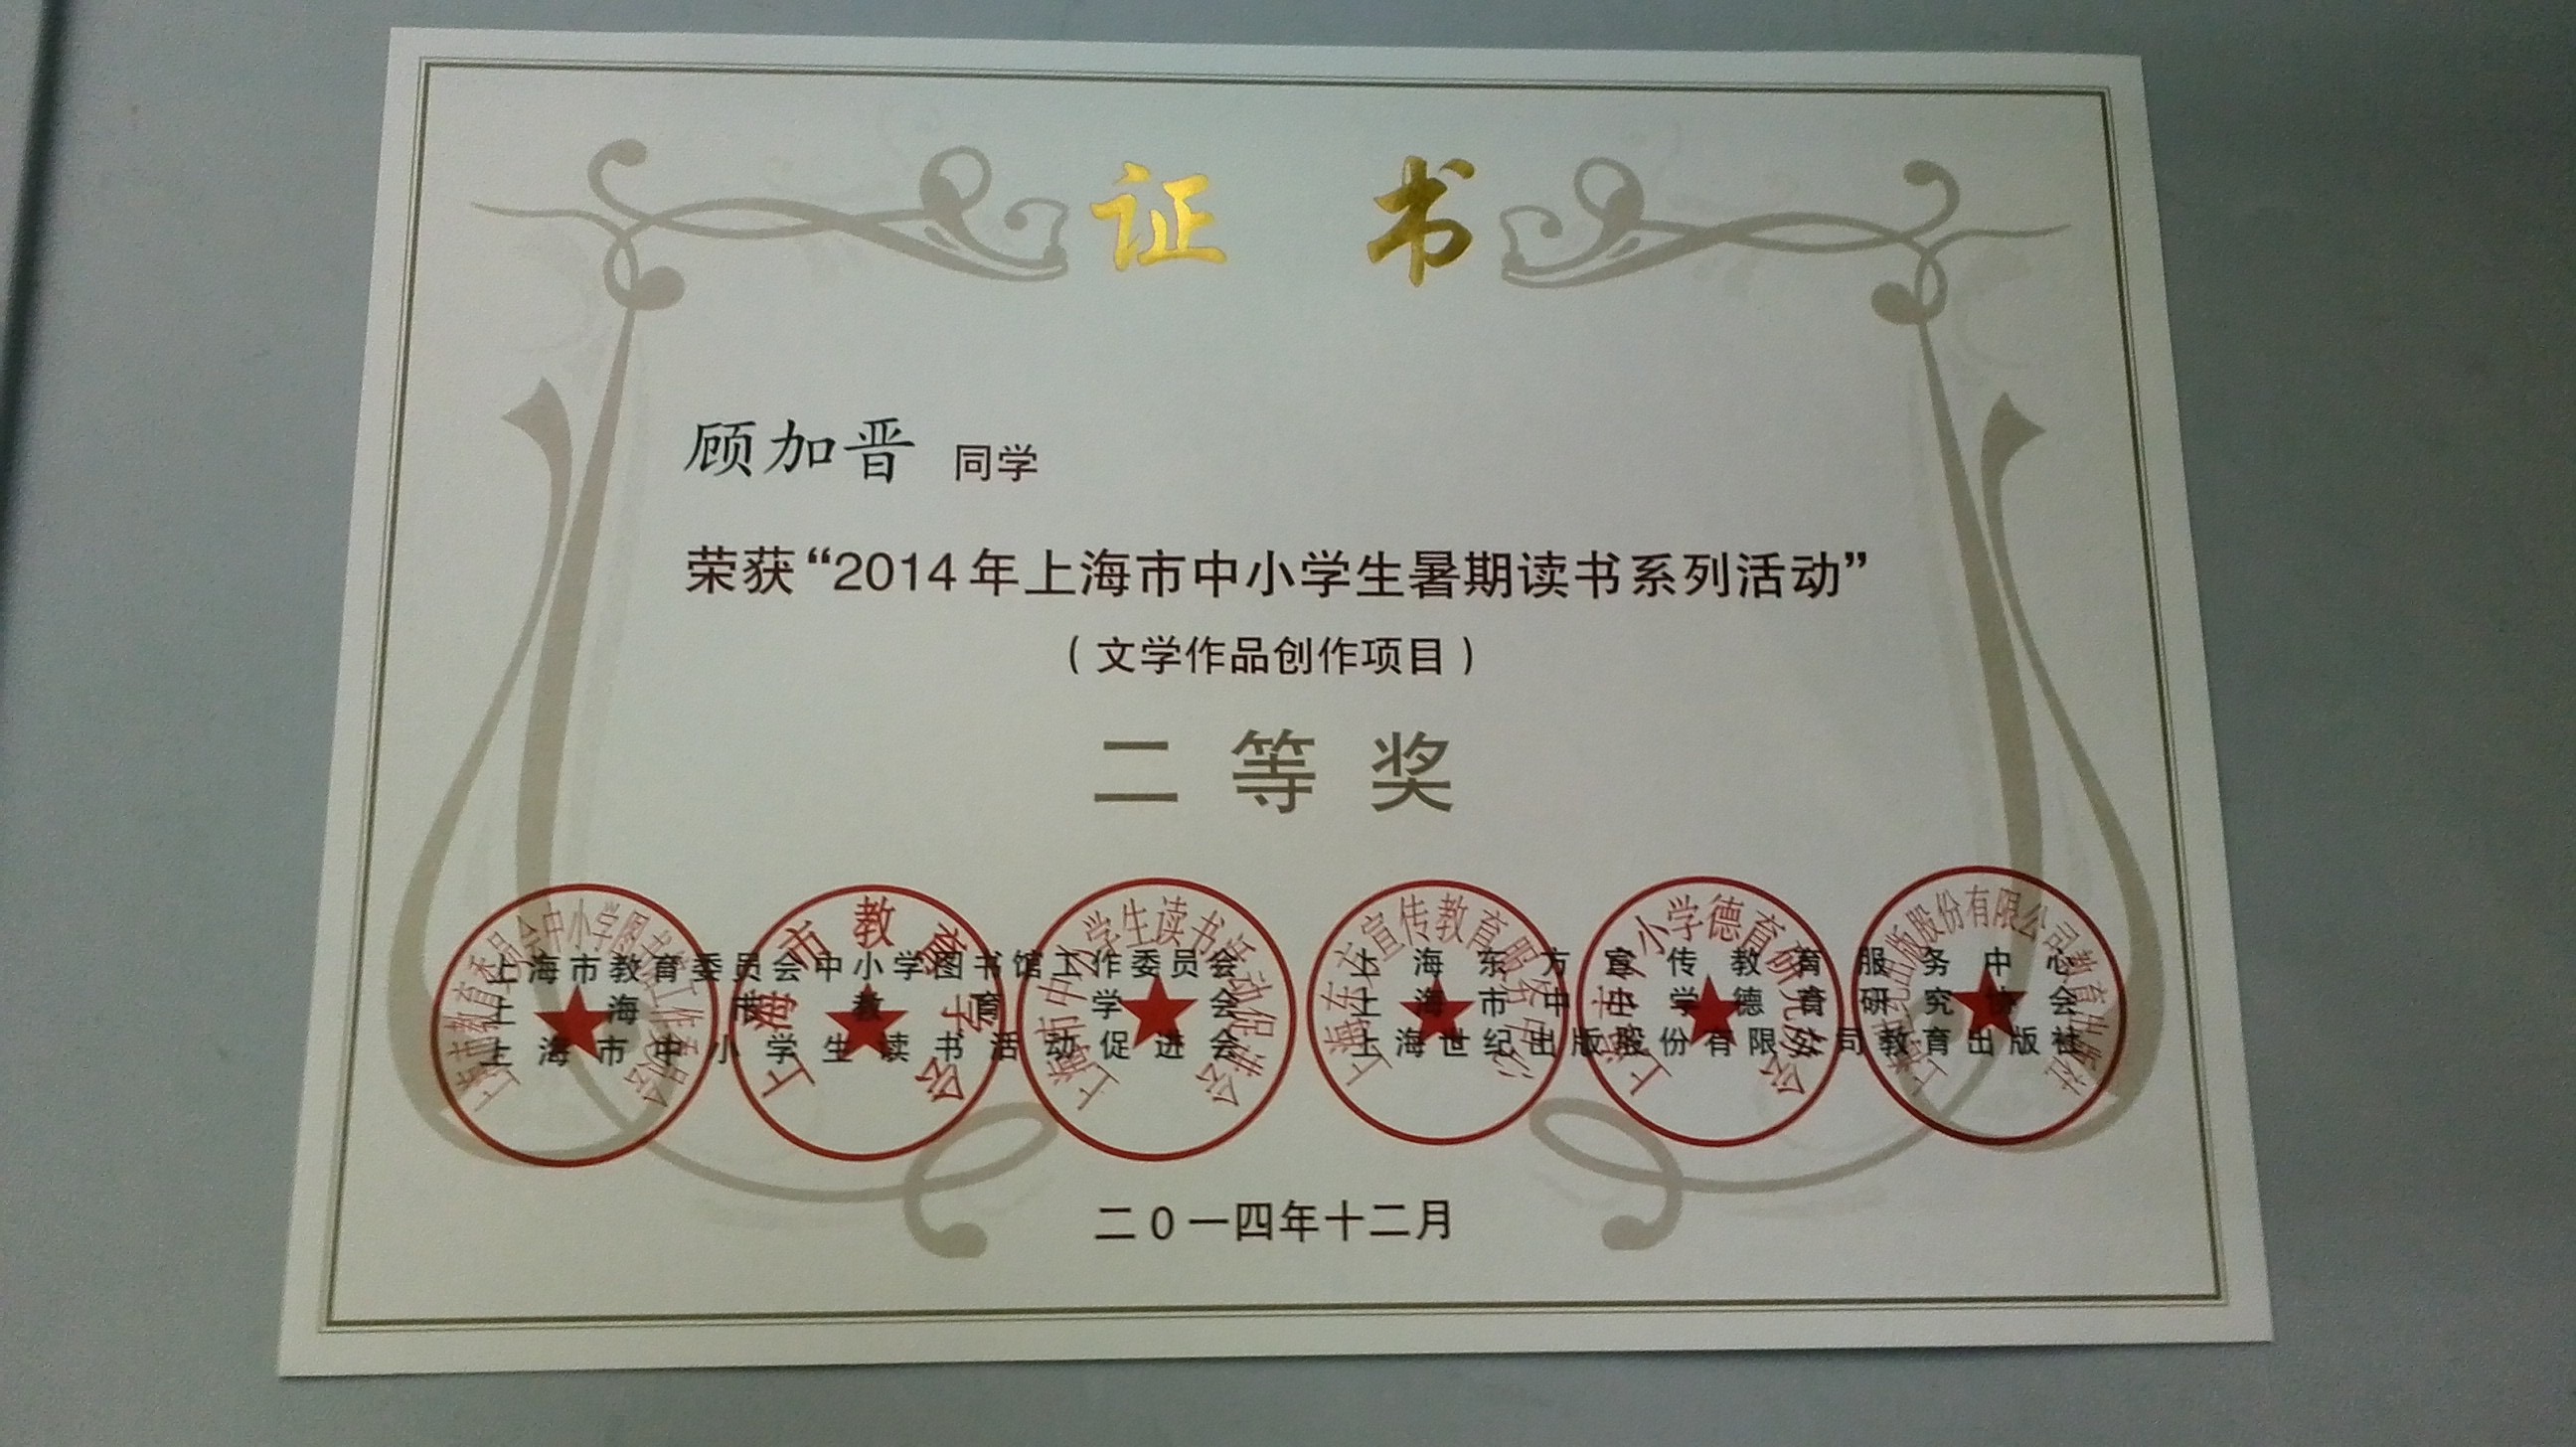 证 书
顾加晋 同学
荣获“2014年上海市中小学生暑期读书系列活动”
（文学作品创作项目）
二等奖
上海市教育委员会中小学图书馆工作委员会
上海市教育学会
上海市中小学生读书活动促进会
上海东方宣传教育服务中心
上海市中小学德育研究协会
上海世纪出版股份有限公司教育出版社
二0一四年十二月